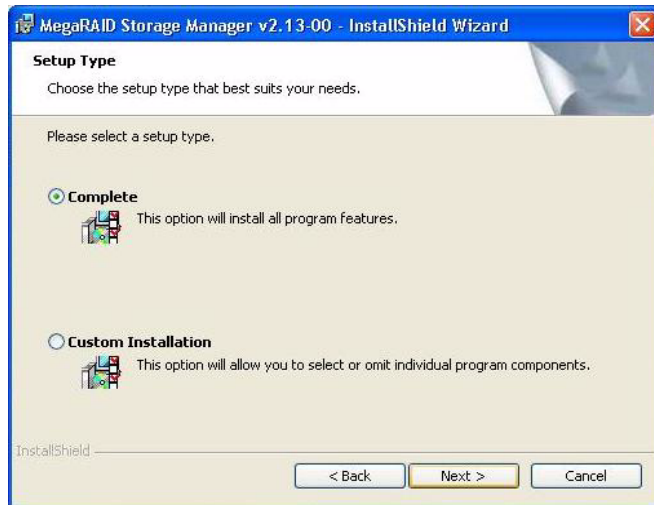 MegaRAID Storage Manager v2.13-00 - InstallShield Wizard
Setup Type
Choose the setup type that best suits your needs.
Please select a setup type.
Complete
This option will install all program features.
Custom Installation
This option will allow you to select or omit individual program components.
InstallShield
< Back
Next >
Cancel